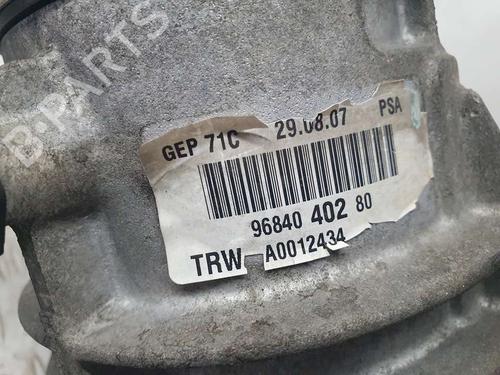 B-PARTS
GEP 71C 29.08.07 PSA
96840 402 80
TRW A0012434